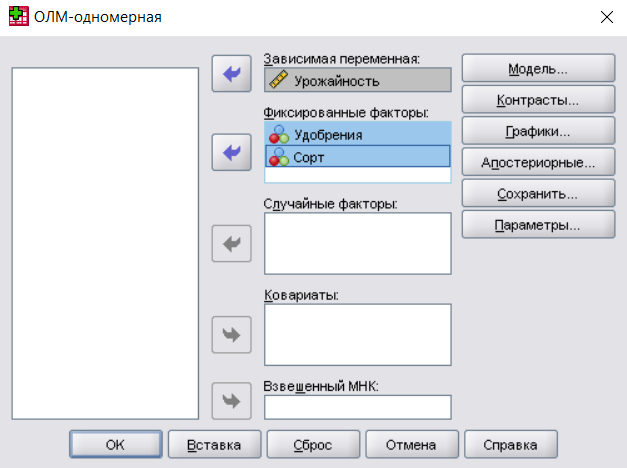 ОЛМ-одномерная
Зависимая переменная:
Урожайность
Фиксированные факторы:
Удобрения
Сорт
Случайные факторы:
Ковариаты:
Взвешенный МНК:
Модель...
Контрасты...
Графики...
Апостериорные...
Сохранить...
Параметры...
OK
Вставка
Сброс
Отмена
Справка